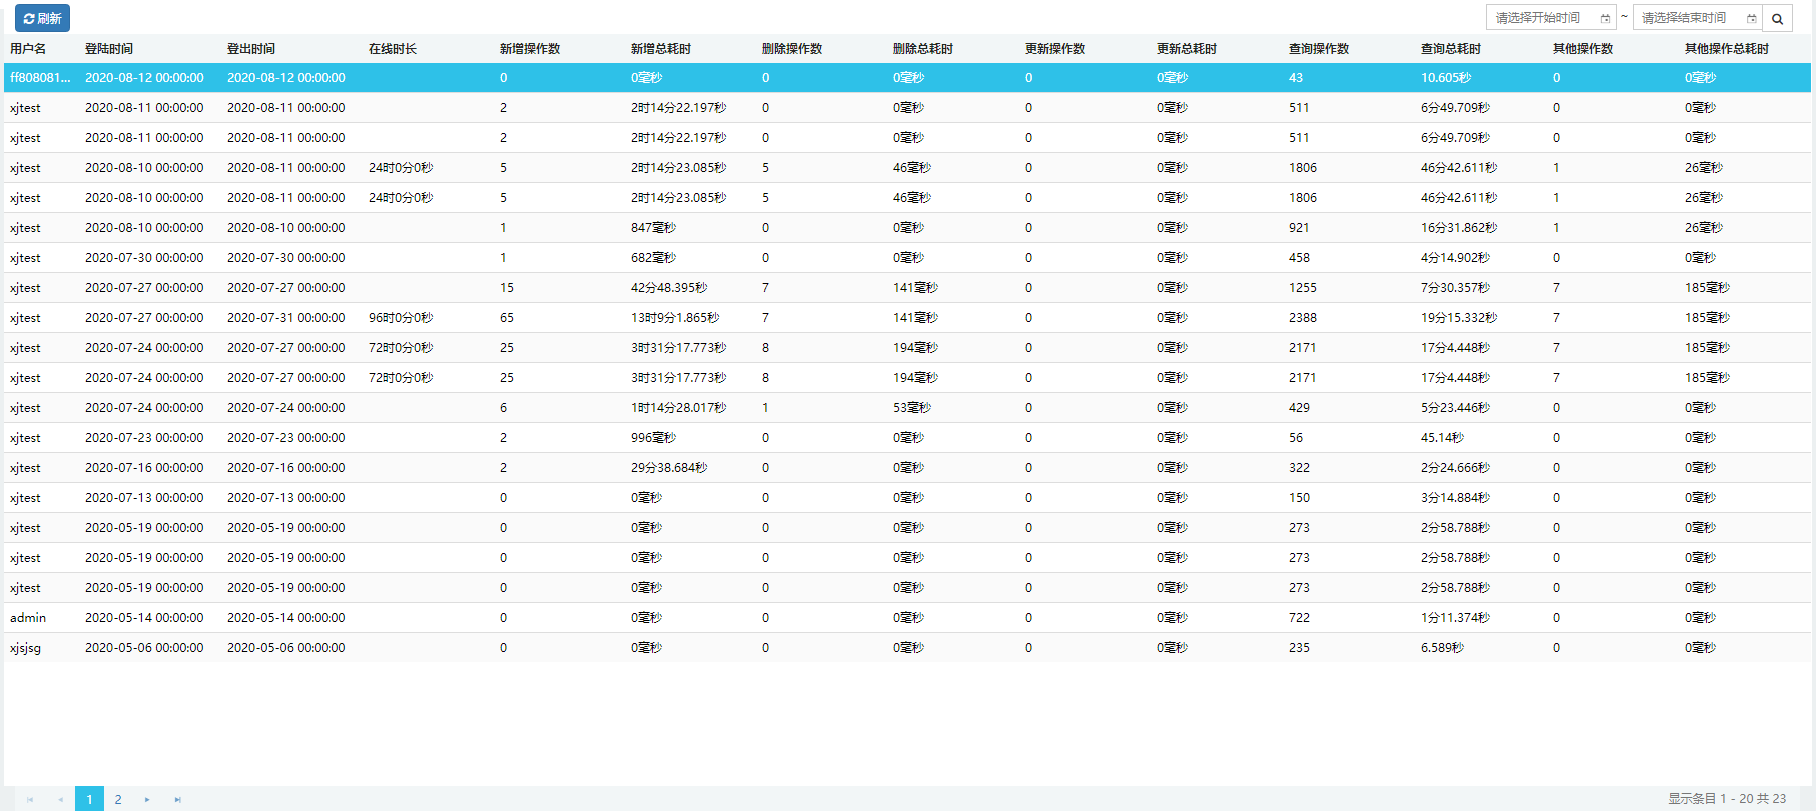 刷新 请选择开始时间 ~ 请选择结束时间
用户名 登陆时间 登出时间 在线时长 新增操作数 新增总耗时 删除操作数 删除总耗时 更新操作数 更新总耗时 查询操作数 查询总耗时 其他操作数 其他操作总耗时
ff808081... 2020-08-12 00:00:00 2020-08-12 00:00:00 0 0毫秒 0 0毫秒 0 0毫秒 43 10.605秒 0 0毫秒
xjtest 2020-08-11 00:00:00 2020-08-11 00:00:00 2 2时14分22.197秒 0 0毫秒 0 0毫秒 511 6分49.709秒 0 0毫秒
xjtest 2020-08-11 00:00:00 2020-08-11 00:00:00 2 2时14分22.197秒 0 0毫秒 0 0毫秒 511 6分49.709秒 0 0毫秒
xjtest 2020-08-10 00:00:00 2020-08-11 00:00:00 24时0分0秒 5 2时14分23.085秒 5 46毫秒 0 0毫秒 1806 46分42.611秒 1 26毫秒
xjtest 2020-08-10 00:00:00 2020-08-11 00:00:00 24时0分0秒 5 2时14分23.085秒 5 46毫秒 0 0毫秒 1806 46分42.611秒 1 26毫秒
xjtest 2020-08-10 00:00:00 2020-08-10 00:00:00 1 847毫秒 0 0毫秒 0 0毫秒 921 16分31.862秒 1 26毫秒
xjtest 2020-07-30 00:00:00 2020-07-30 00:00:00 1 682毫秒 0 0毫秒 0 0毫秒 458 4分14.902秒 0 0毫秒
xjtest 2020-07-27 00:00:00 2020-07-27 00:00:00 15 42分48.395秒 7 141毫秒 0 0毫秒 1255 7分30.357秒 7 185毫秒
xjtest 2020-07-27 00:00:00 2020-07-31 00:00:00 96时0分0秒 65 13时9分1.865秒 7 141毫秒 0 0毫秒 2388 19分15.332秒 7 185毫秒
xjtest 2020-07-24 00:00:00 2020-07-27 00:00:00 72时0分0秒 25 3时31分17.773秒 8 194毫秒 0 0毫秒 2171 17分4.448秒 7 185毫秒
xjtest 2020-07-24 00:00:00 2020-07-27 00:00:00 72时0分0秒 25 3时31分17.773秒 8 194毫秒 0 0毫秒 2171 17分4.448秒 7 185毫秒
xjtest 2020-07-24 00:00:00 2020-07-24 00:00:00 6 1时14分28.017秒 1 53毫秒 0 0毫秒 429 5分23.446秒 0 0毫秒
xjtest 2020-07-23 00:00:00 2020-07-23 00:00:00 2 996毫秒 0 0毫秒 0 0毫秒 56 45.14秒 0 0毫秒
xjtest 2020-07-16 00:00:00 2020-07-16 00:00:00 2 29分38.684秒 0 0毫秒 0 0毫秒 322 2分24.666秒 0 0毫秒
xjtest 2020-07-13 00:00:00 2020-07-13 00:00:00 0 0毫秒 0 0毫秒 0 0毫秒 150 3分14.884秒 0 0毫秒
xjtest 2020-05-19 00:00:00 2020-05-19 00:00:00 0 0毫秒 0 0毫秒 0 0毫秒 273 2分58.788秒 0 0毫秒
xjtest 2020-05-19 00:00:00 2020-05-19 00:00:00 0 0毫秒 0 0毫秒 0 0毫秒 273 2分58.788秒 0 0毫秒
xjtest 2020-05-19 00:00:00 2020-05-19 00:00:00 0 0毫秒 0 0毫秒 0 0毫秒 273 2分58.788秒 0 0毫秒
admin 2020-05-14 00:00:00 2020-05-14 00:00:00 0 0毫秒 0 0毫秒 0 0毫秒 722 1分11.374秒 0 0毫秒
xjsjsg 2020-05-06 00:00:00 2020-05-06 00:00:00 0 0毫秒 0 0毫秒 0 0毫秒 235 6.589秒 0 0毫秒
1 2 显示条目 1 - 20 共 23